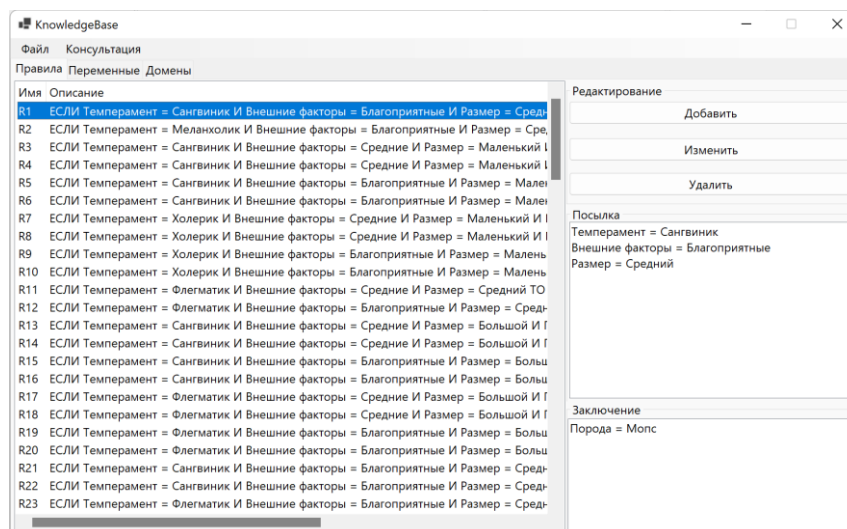 KnowledgeBase
Файл Консультация
Правила Переменные Домены
Имя Описание
R1 ЕСЛИ Темперамент = Сангвиник И Внешние факторы = Благоприятные И Размер = Средн
R2 ЕСЛИ Темперамент = Меланхолик И Внешние факторы = Благоприятные И Размер = Сре,
R3 ЕСЛИ Темперамент = Сангвиник И Внешние факторы = Средние И Размер = Маленький И
R4 ЕСЛИ Темперамент = Сангвиник И Внешние факторы = Средние И Размер = Маленький И
R5 ЕСЛИ Темперамент = Сангвиник И Внешние факторы = Благоприятные И Размер = Мален
R6 ЕСЛИ Темперамент = Сангвиник И Внешние факторы = Благоприятные И Размер = Мален
R7 ЕСЛИ Темперамент = Холерик И Внешние факторы = Средние И Размер = Маленький И
R8 ЕСЛИ Темперамент = Холерик И Внешние факторы = Средние И Размер = Маленький И
R9 ЕСЛИ Темперамент = Холерик И Внешние факторы = Благоприятные И Размер = Малень
R10 ЕСЛИ Темперамент = Холерик И Внешние факторы = Благоприятные И Размер = Малень
R11 ЕСЛИ Темперамент = Флегматик И Внешние факторы = Средние И Размер = Средний ТО
R12 ЕСЛИ Темперамент = Флегматик И Внешние факторы = Благоприятные И Размер = Средн
R13 ЕСЛИ Темперамент = Сангвиник И Внешние факторы = Средние И Размер = Большой И
R14 ЕСЛИ Темперамент = Сангвиник И Внешние факторы = Средние И Размер = Большой И
R15 ЕСЛИ Темперамент = Сангвиник И Внешние факторы = Благоприятные И Размер = Больш
R16 ЕСЛИ Темперамент = Сангвиник И Внешние факторы = Благоприятные И Размер = Больш
R17 ЕСЛИ Темперамент = Флегматик И Внешние факторы = Средние И Размер = Большой И
R18 ЕСЛИ Темперамент = Флегматик И Внешние факторы = Средние И Размер = Большой И
R19 ЕСЛИ Темперамент = Флегматик И Внешние факторы = Благоприятные И Размер = Больш
R20 ЕСЛИ Темперамент = Флегматик И Внешние факторы = Благоприятные И Размер = Больш
R21 ЕСЛИ Темперамент = Сангвиник И Внешние факторы = Благоприятные И Размер = Средн
R22 ЕСЛИ Темперамент = Сангвиник И Внешние факторы = Благоприятные И Размер = Средн
R23 ЕСЛИ Темперамент = Флегматик И Внешние факторы = Благоприятные И Размер = Средн
Редактирование
Добавить
Изменить
Удалить
Посылка
Темперамент = Сангвиник
Внешние факторы = Благоприятные
Размер = Средний
Заключение
Порода = Мопс